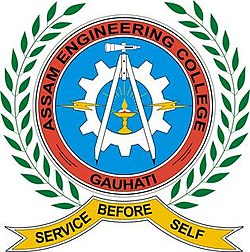 ASSAM ENGINEERING COLLEGE
GAUHATI
SERVICE BEFORE SELF